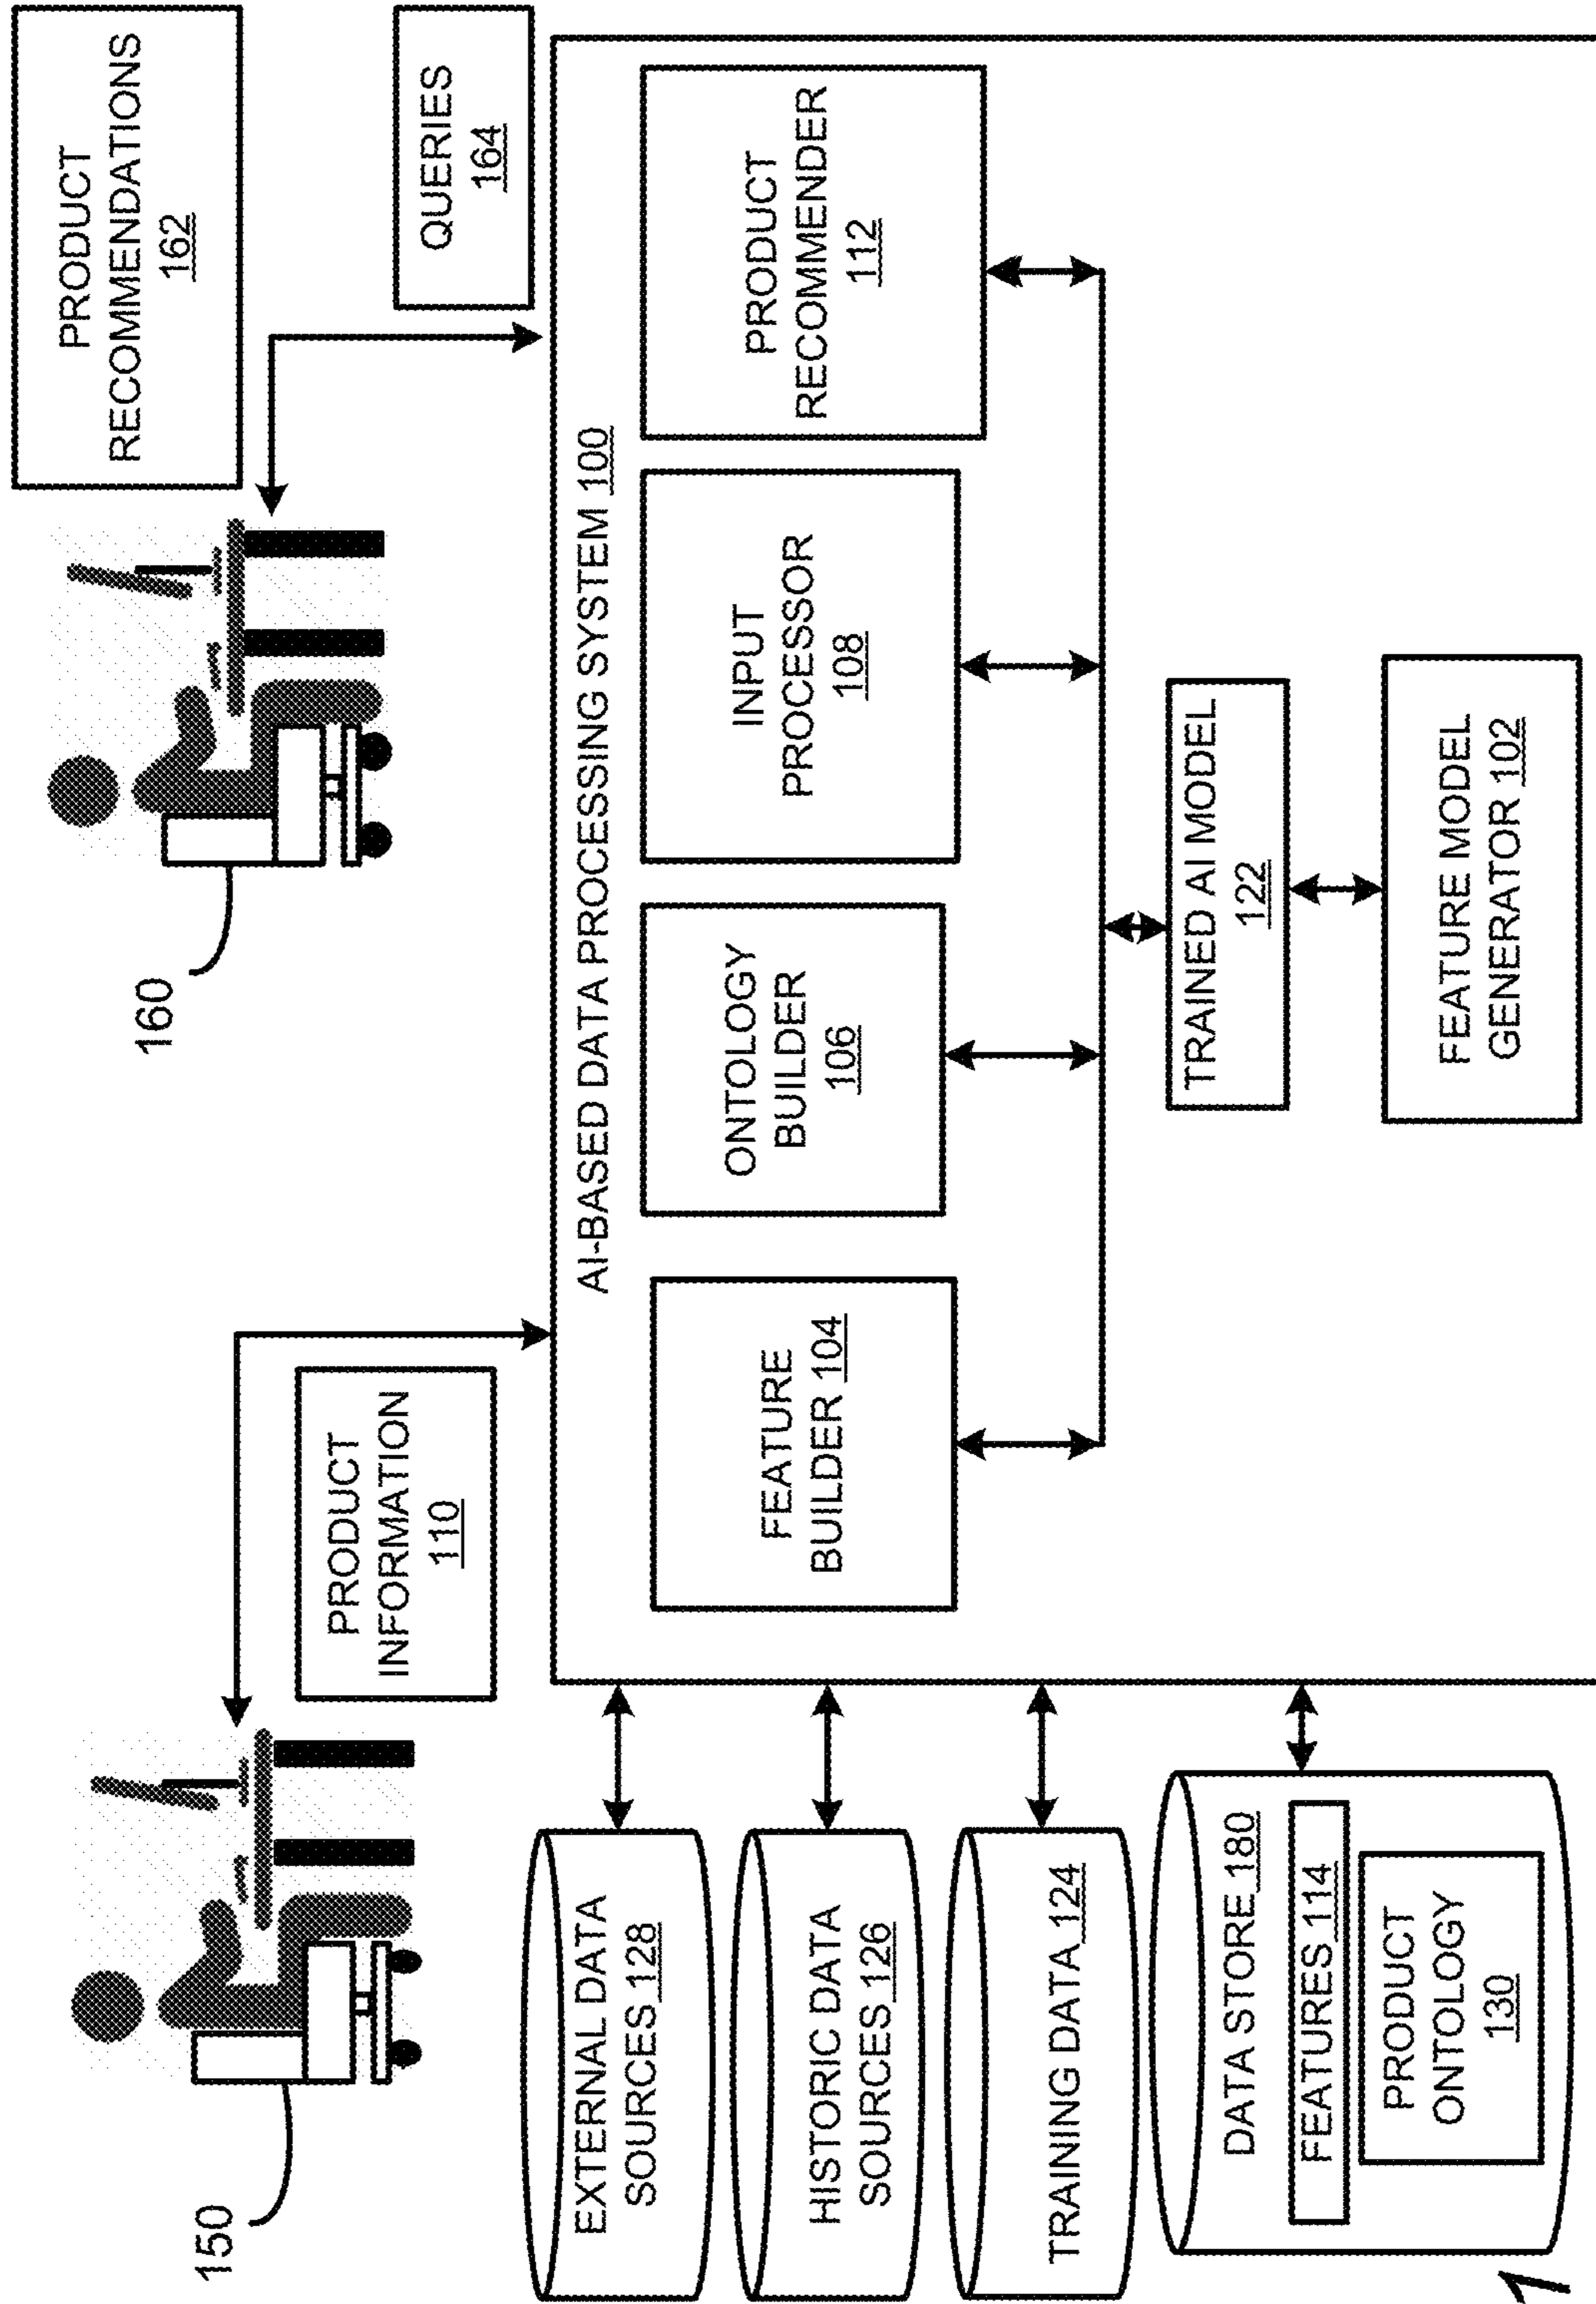 PRODUCT
RECOMMENDATIONS
162
QUERIES
164
160
150
PRODUCT
INFORMATION
110
AI-BASED DATA PROCESSING SYSTEM 100
FEATURE
BUILDER 104
ONTOLOGY
BUILDER
106
INPUT
PROCESSOR
108
PRODUCT
RECOMMENDER
112
TRAINED AI MODEL
122
FEATURE MODEL
GENERATOR 102
EXTERNAL DATA
SOURCES 128
HISTORIC DATA
SOURCES 126
TRAINING DATA 124
DATA STORE 180
FEATURES 114
PRODUCT
ONTOLOGY
130